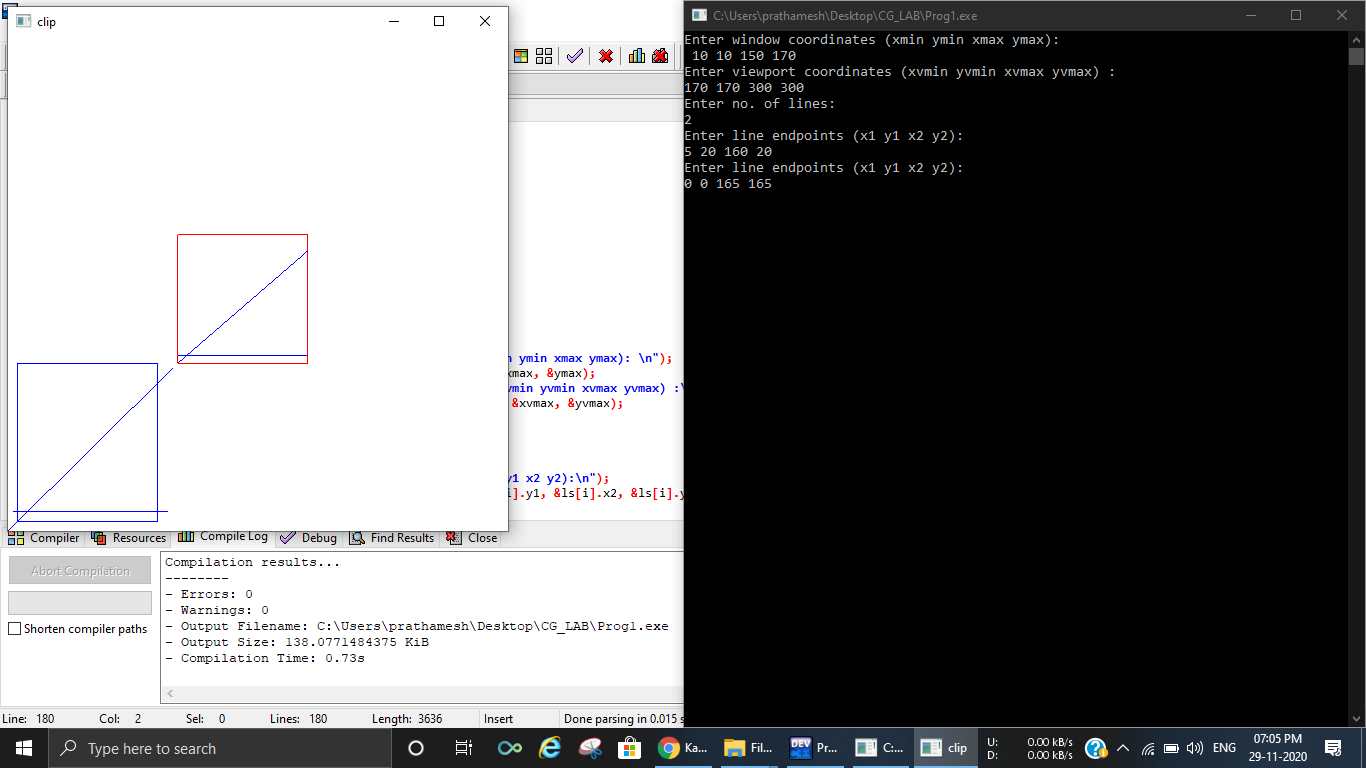 clip
C:\Users\prathamesh\Desktop\CG_LAB\Prog1.exe
Enter window coordinates (xmin ymin xmax ymax):
10 10 150 170
Enter viewport coordinates (xvmin yvmin xvmax yvmax) :
170 170 300 300
Enter no. of lines:
2
Enter line endpoints (x1 y1 x2 y2):
5 20 160 20
Enter line endpoints (x1 y1 x2 y2):
0 0 165 165
ymin xmax ymax): \n");
xmax, &ymax);
vmin yvmin xvmax yvmax) :\
&xvmax, &yvmax);
y1 x2 y2):\n");
i].y1, &ls[i].x2, &ls[i].y
Compiler Resources Compile Log Debug Find Results Close
Abort Compilation
Shorten compiler paths
Compilation results...
--------
- Errors: 0
- Warnings: 0
- Output Filename: C:\Users\prathamesh\Desktop\CG_LAB\Prog1.exe
- Output Size: 138.0771484375 KiB
- Compilation Time: 0.73s
Line: 180 Col: 2 Sel: 0 Lines: 180 Length: 3636 Insert Done parsing in 0.015 s
Type here to search
Ka...
Fil...
DEV
Pr...
C:...
clip
U: 0.00 kB/s
D: 0.00 kB/s
ENG
07:05 PM
29-11-2020